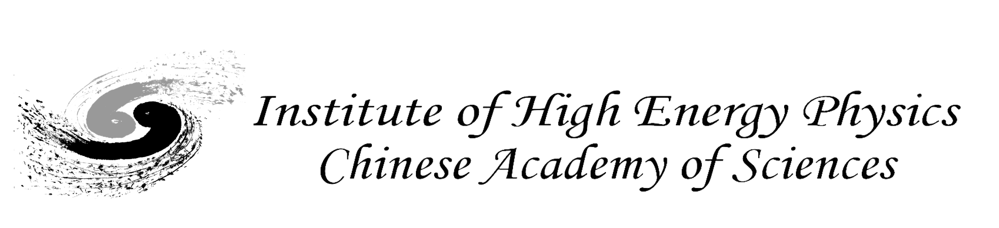 Institute of High Energy Physics
Chinese Academy of Sciences